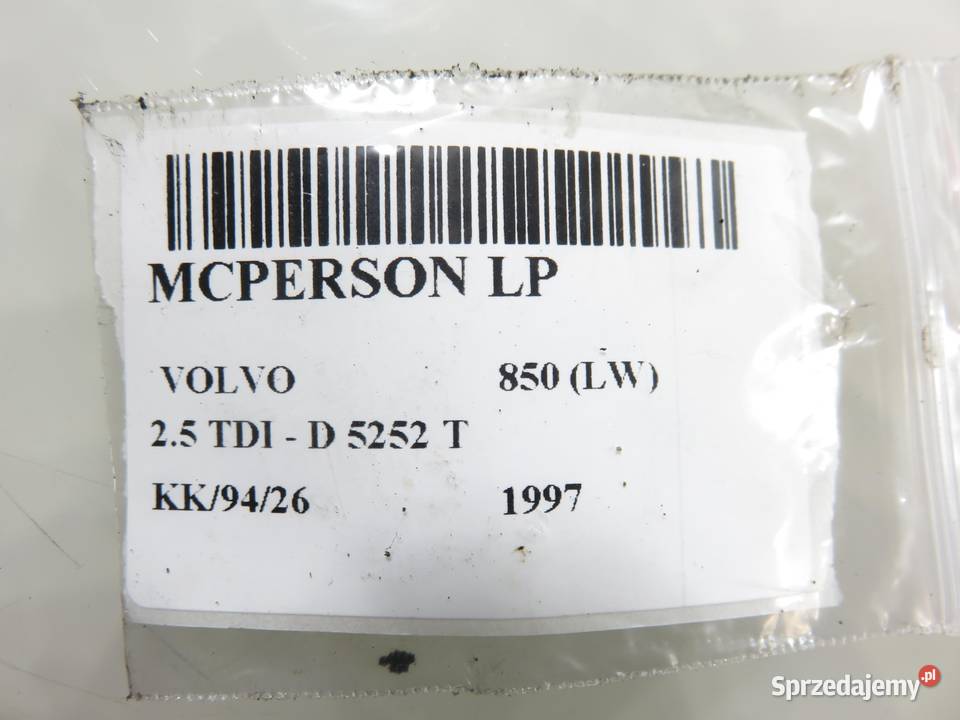 MCPERSON LP
VOLVO 850 (LW)
2.5 TDI - D 5252 T
KK/94/26 1997
Sprzedajemy.pl